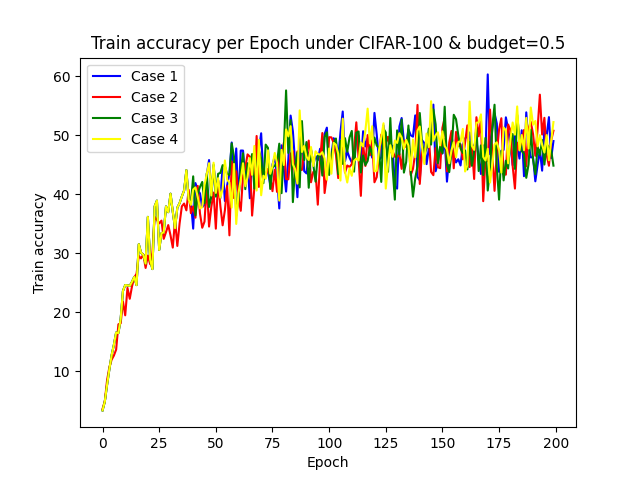 Train accuracy per Epoch under CIFAR-100 & budget=0.5
Case 1
Case 2
Case 3
Case 4
Train accuracy
60
50
40
30
20
10
0 25 50 75 100 125 150 175 200
Epoch